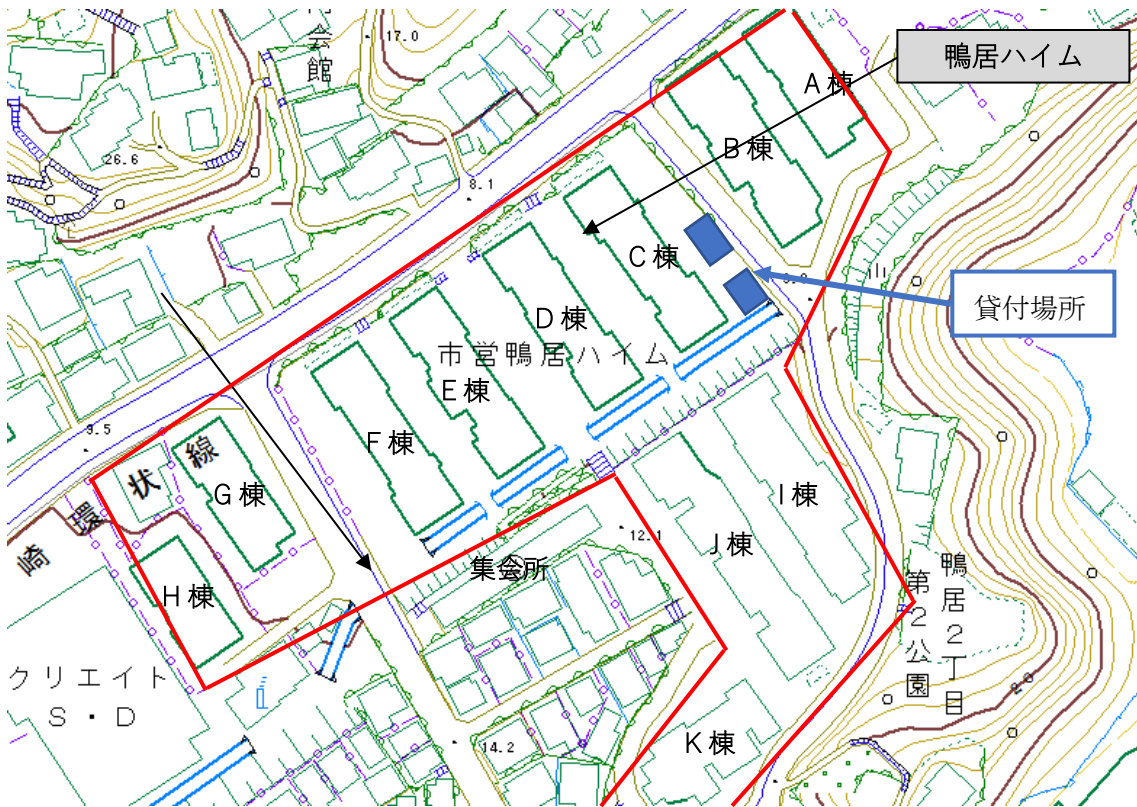 会館
17.0
鴨居ハイム
A棟
26.6
B棟
8.1
C棟
貸付場所
D棟
市営鴨居ハイム
E棟
F棟
9.5
環状線
G棟
I棟
12.1
J棟
崎
集会所
H棟
鴨居2丁目
第2公園
クリエイト
S・D
14.2
K棟